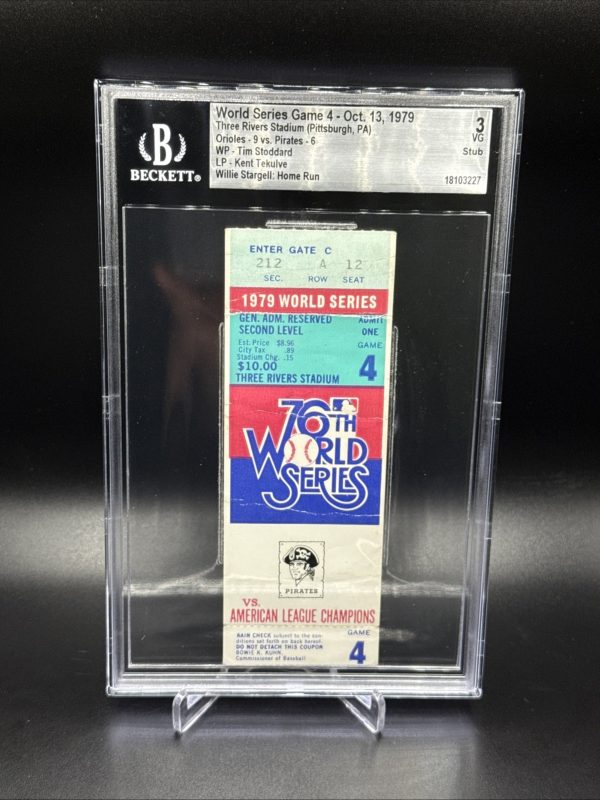 B
BECKETT®
World Series Game 4 - Oct. 13, 1979
Three Rivers Stadium (Pittsburgh, PA)
Orioles - 9 vs. Pirates - 6
WP - Tim Stoddard
LP - Kent Tekulve
Willie Stargell: Home Run
3
VG
Stub
18103227
ENTER GATE C
212 A 12
SEC. ROW SEAT
1979 WORLD SERIES
GEN. ADM. RESERVED
SECOND LEVEL
ADMIT
ONE
Est. Price $8.96
City Tax .89
Stadium Chg. .15
$10.00
THREE RIVERS STADIUM
GAME
4
76TH
WORLD
SERIES
PIRATES
VS.
AMERICAN LEAGUE CHAMPIONS
RAIN CHECK subject to the con-
ditions set forth on back hereof.
DO NOT DETACH THIS COUPON
BOWIE K. KUHN,
Commissioner of Baseball
GAME
4